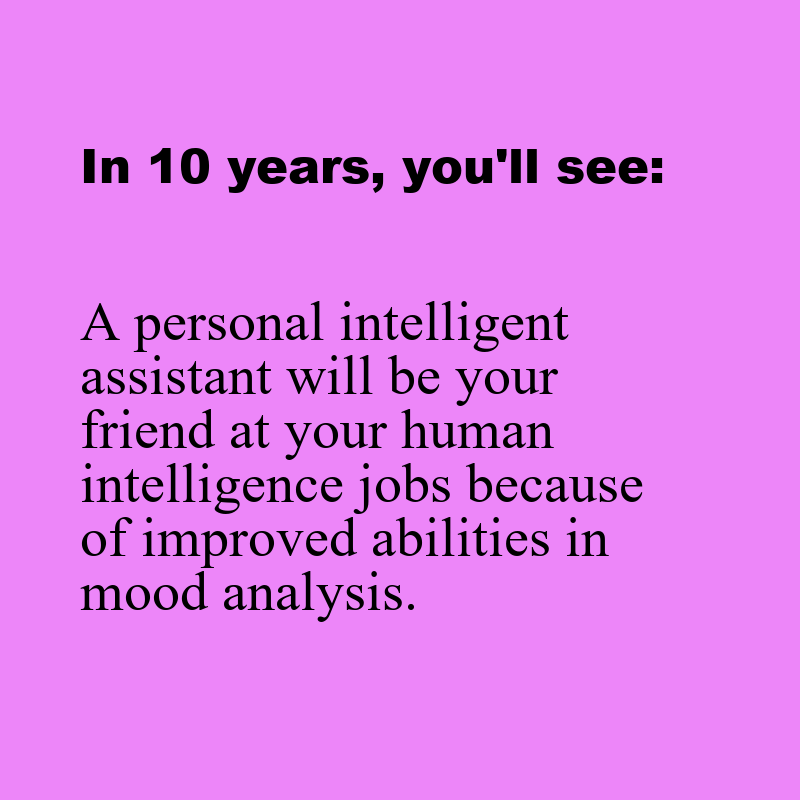 In 10 years, you'll see:
A personal intelligent
assistant will be your
friend at your human
intelligence jobs because
of improved abilities in
mood analysis.